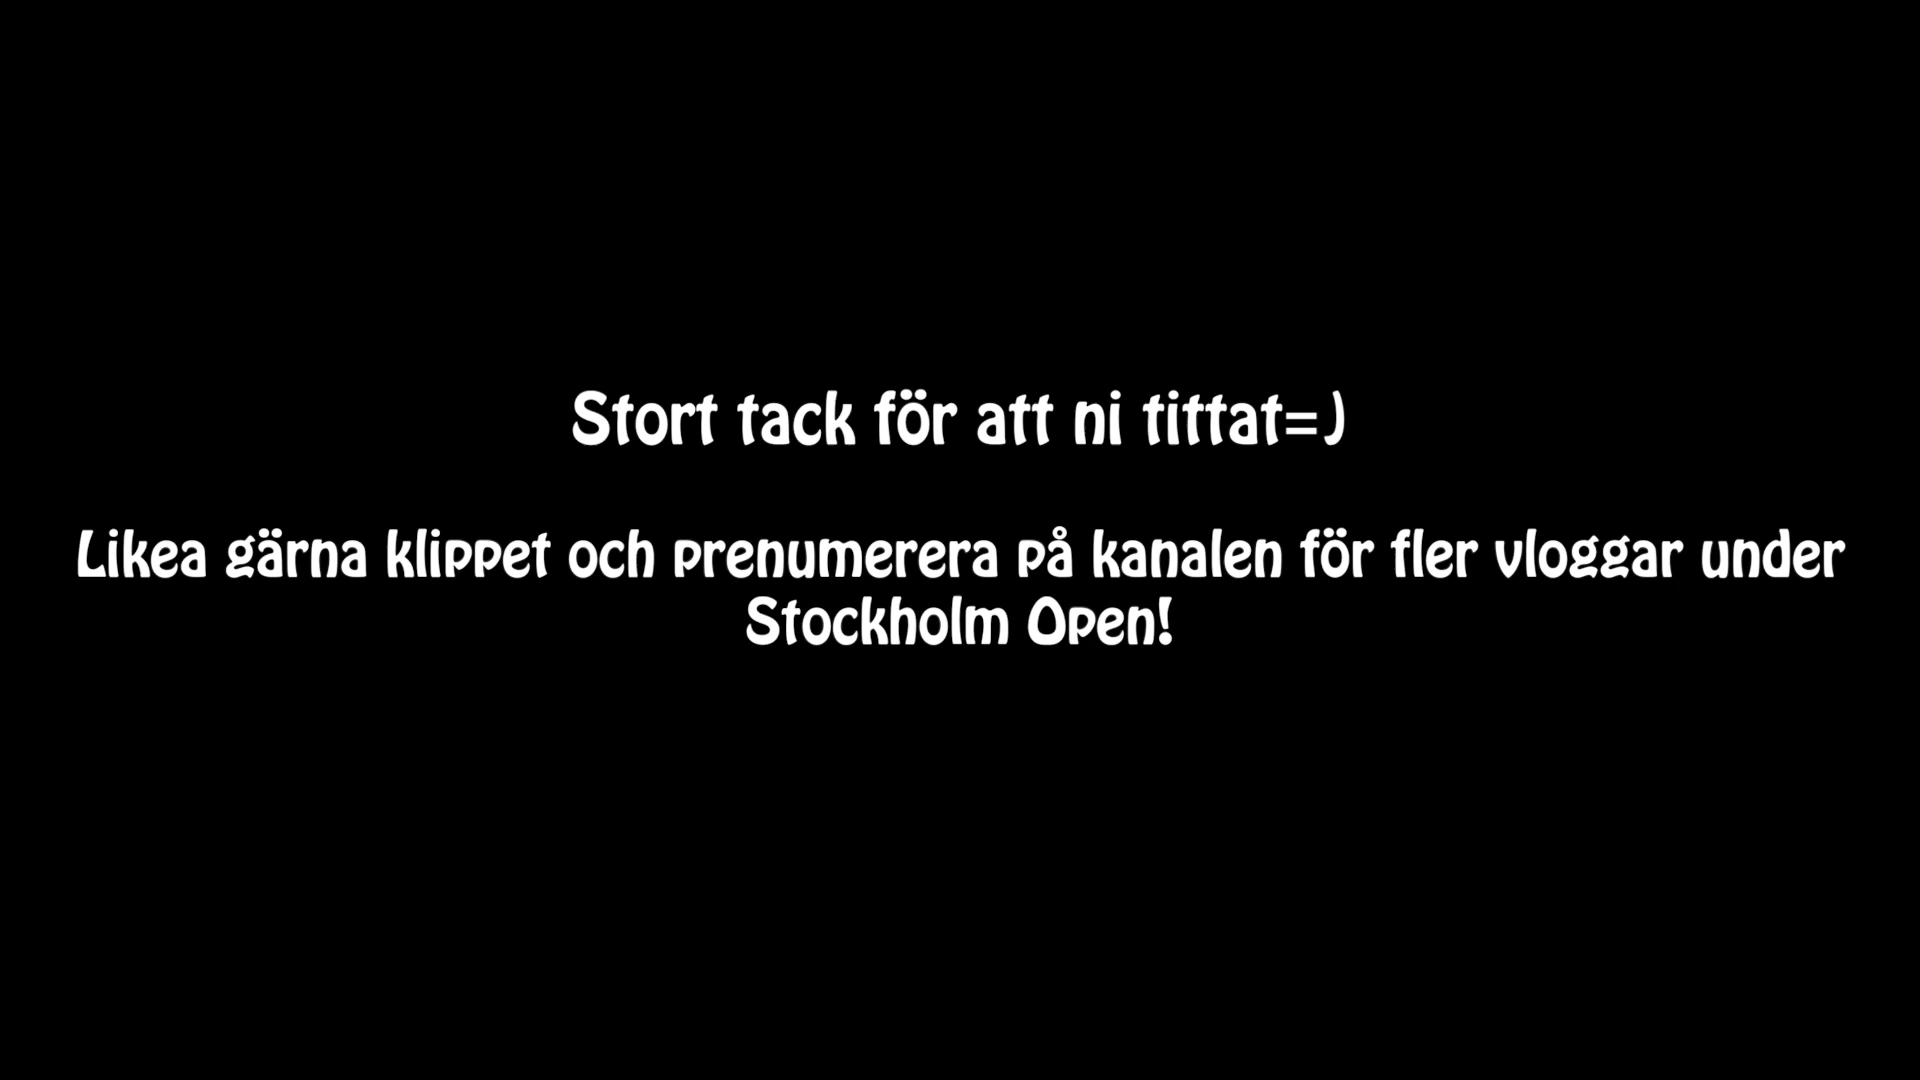 Stort tack för att ni tittat=)
Likea gärna klippet och prenumerera på kanalen för fler vloggar under
Stockholm Open!